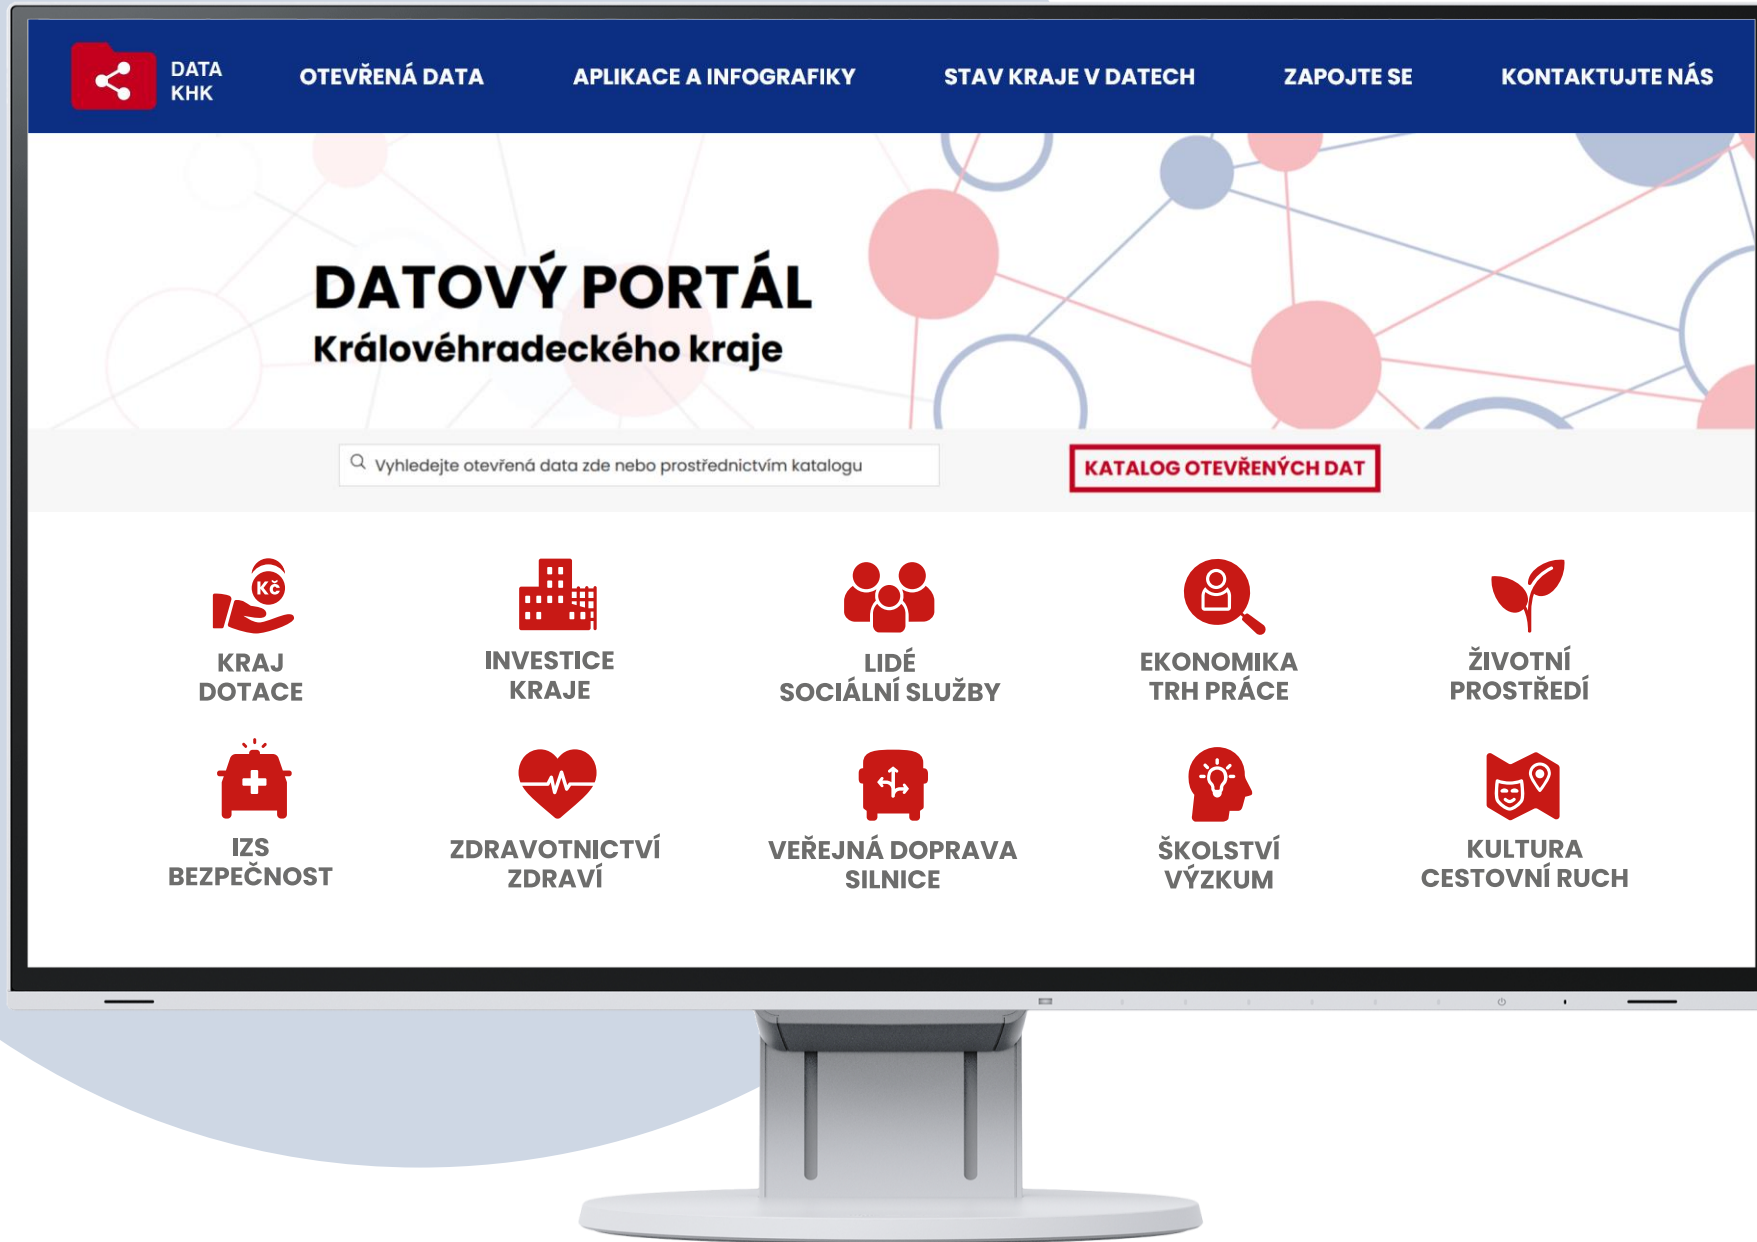 DATA
KHK
OTEVŘENÁ DATA
APLIKACE A INFOGRAFIKY
STAV KRAJE V DATECH
ZAPOJTE SE
KONTAKTUJTE NÁS
DATOVÝ PORTÁL
Královéhradeckého kraje
Vyhledejte otevřená data zde nebo prostřednictvím katalogu
KATALOG OTEVŘENÝCH DAT
Kč
KRAJ
DOTACE
INVESTICE
KRAJE
LIDÉ
SOCIÁLNÍ SLUŽBY
EKONOMIKA
TRH PRÁCE
ŽIVOTNÍ
PROSTŘEDÍ
IZS
BEZPEČNOST
ZDRAVOTNICTVÍ
ZDRAVÍ
VEŘEJNÁ DOPRAVA
SILNICE
ŠKOLSTVÍ
VÝZKUM
KULTURA
CESTOVNÍ RUCH